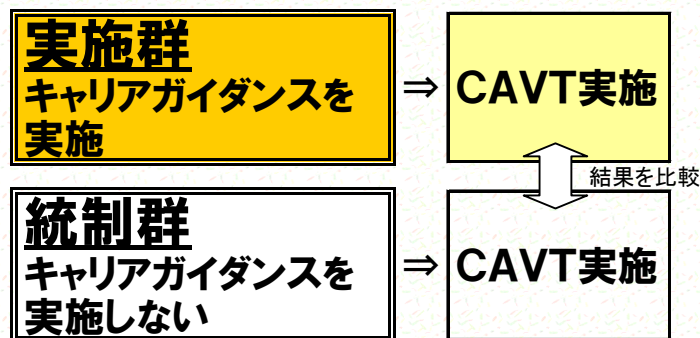 実施群
キャリアガイダンスを
実施
⇒
CAVT実施
結果を比較
統制群
キャリアガイダンスを
実施しない
⇒
CAVT実施